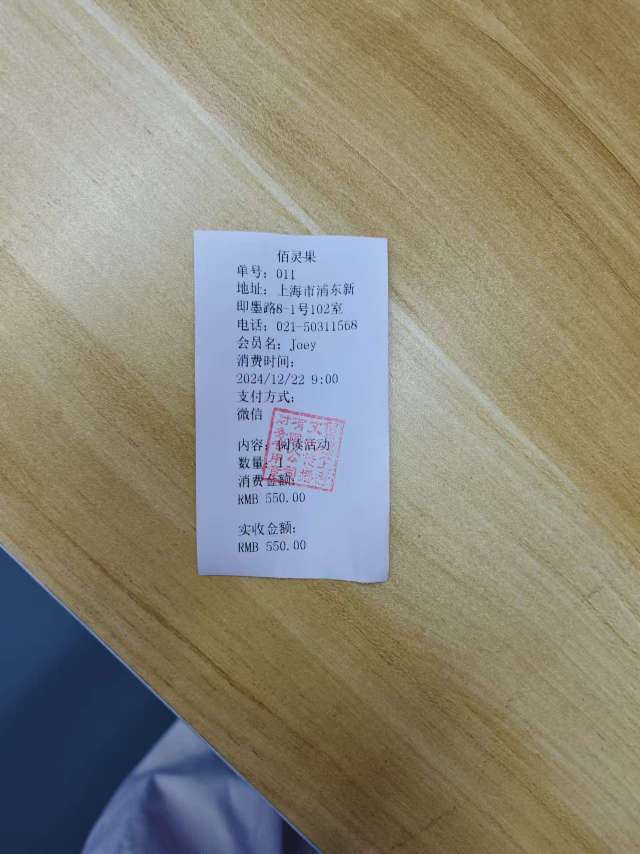 佰灵果
单号：011
地址：上海市浦东新
即墨路8-1号102室
电话：021-50311568
会员名：Joey
消费时间：
2024/12/22 9:00
支付方式：
微信
内容：阅读活动
数量：1
消费金额：
RMB 550.00
实收金额：
RMB 550.00